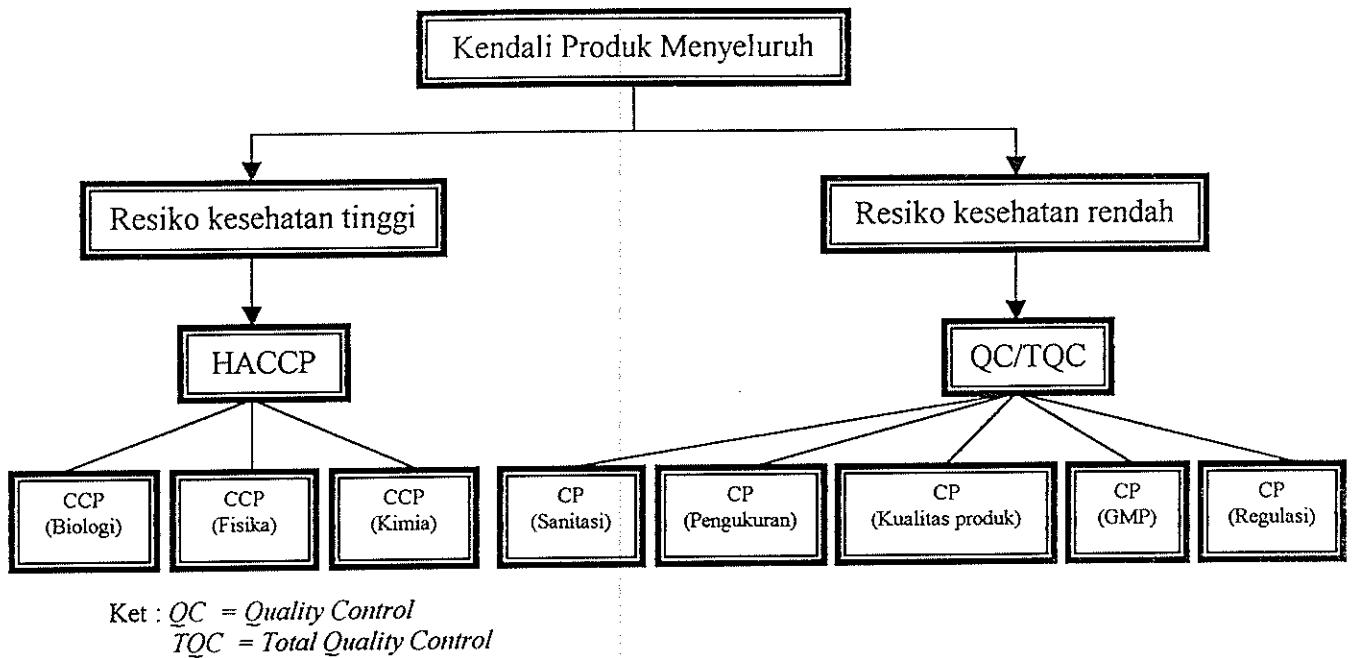 Kendali Produk Menyeluruh
Resiko kesehatan tinggi
Resiko kesehatan rendah
HACCP
QC/TQC
CCP
(Biologi)
CCP
(Fisika)
CCP
(Kimia)
CP
(Sanitasi)
CP
(Pengukuran)
CP
(Kualitas produk)
CP
(GMP)
CP
(Regulasi)
Ket : QC = Quality Control
TQC = Total Quality Control